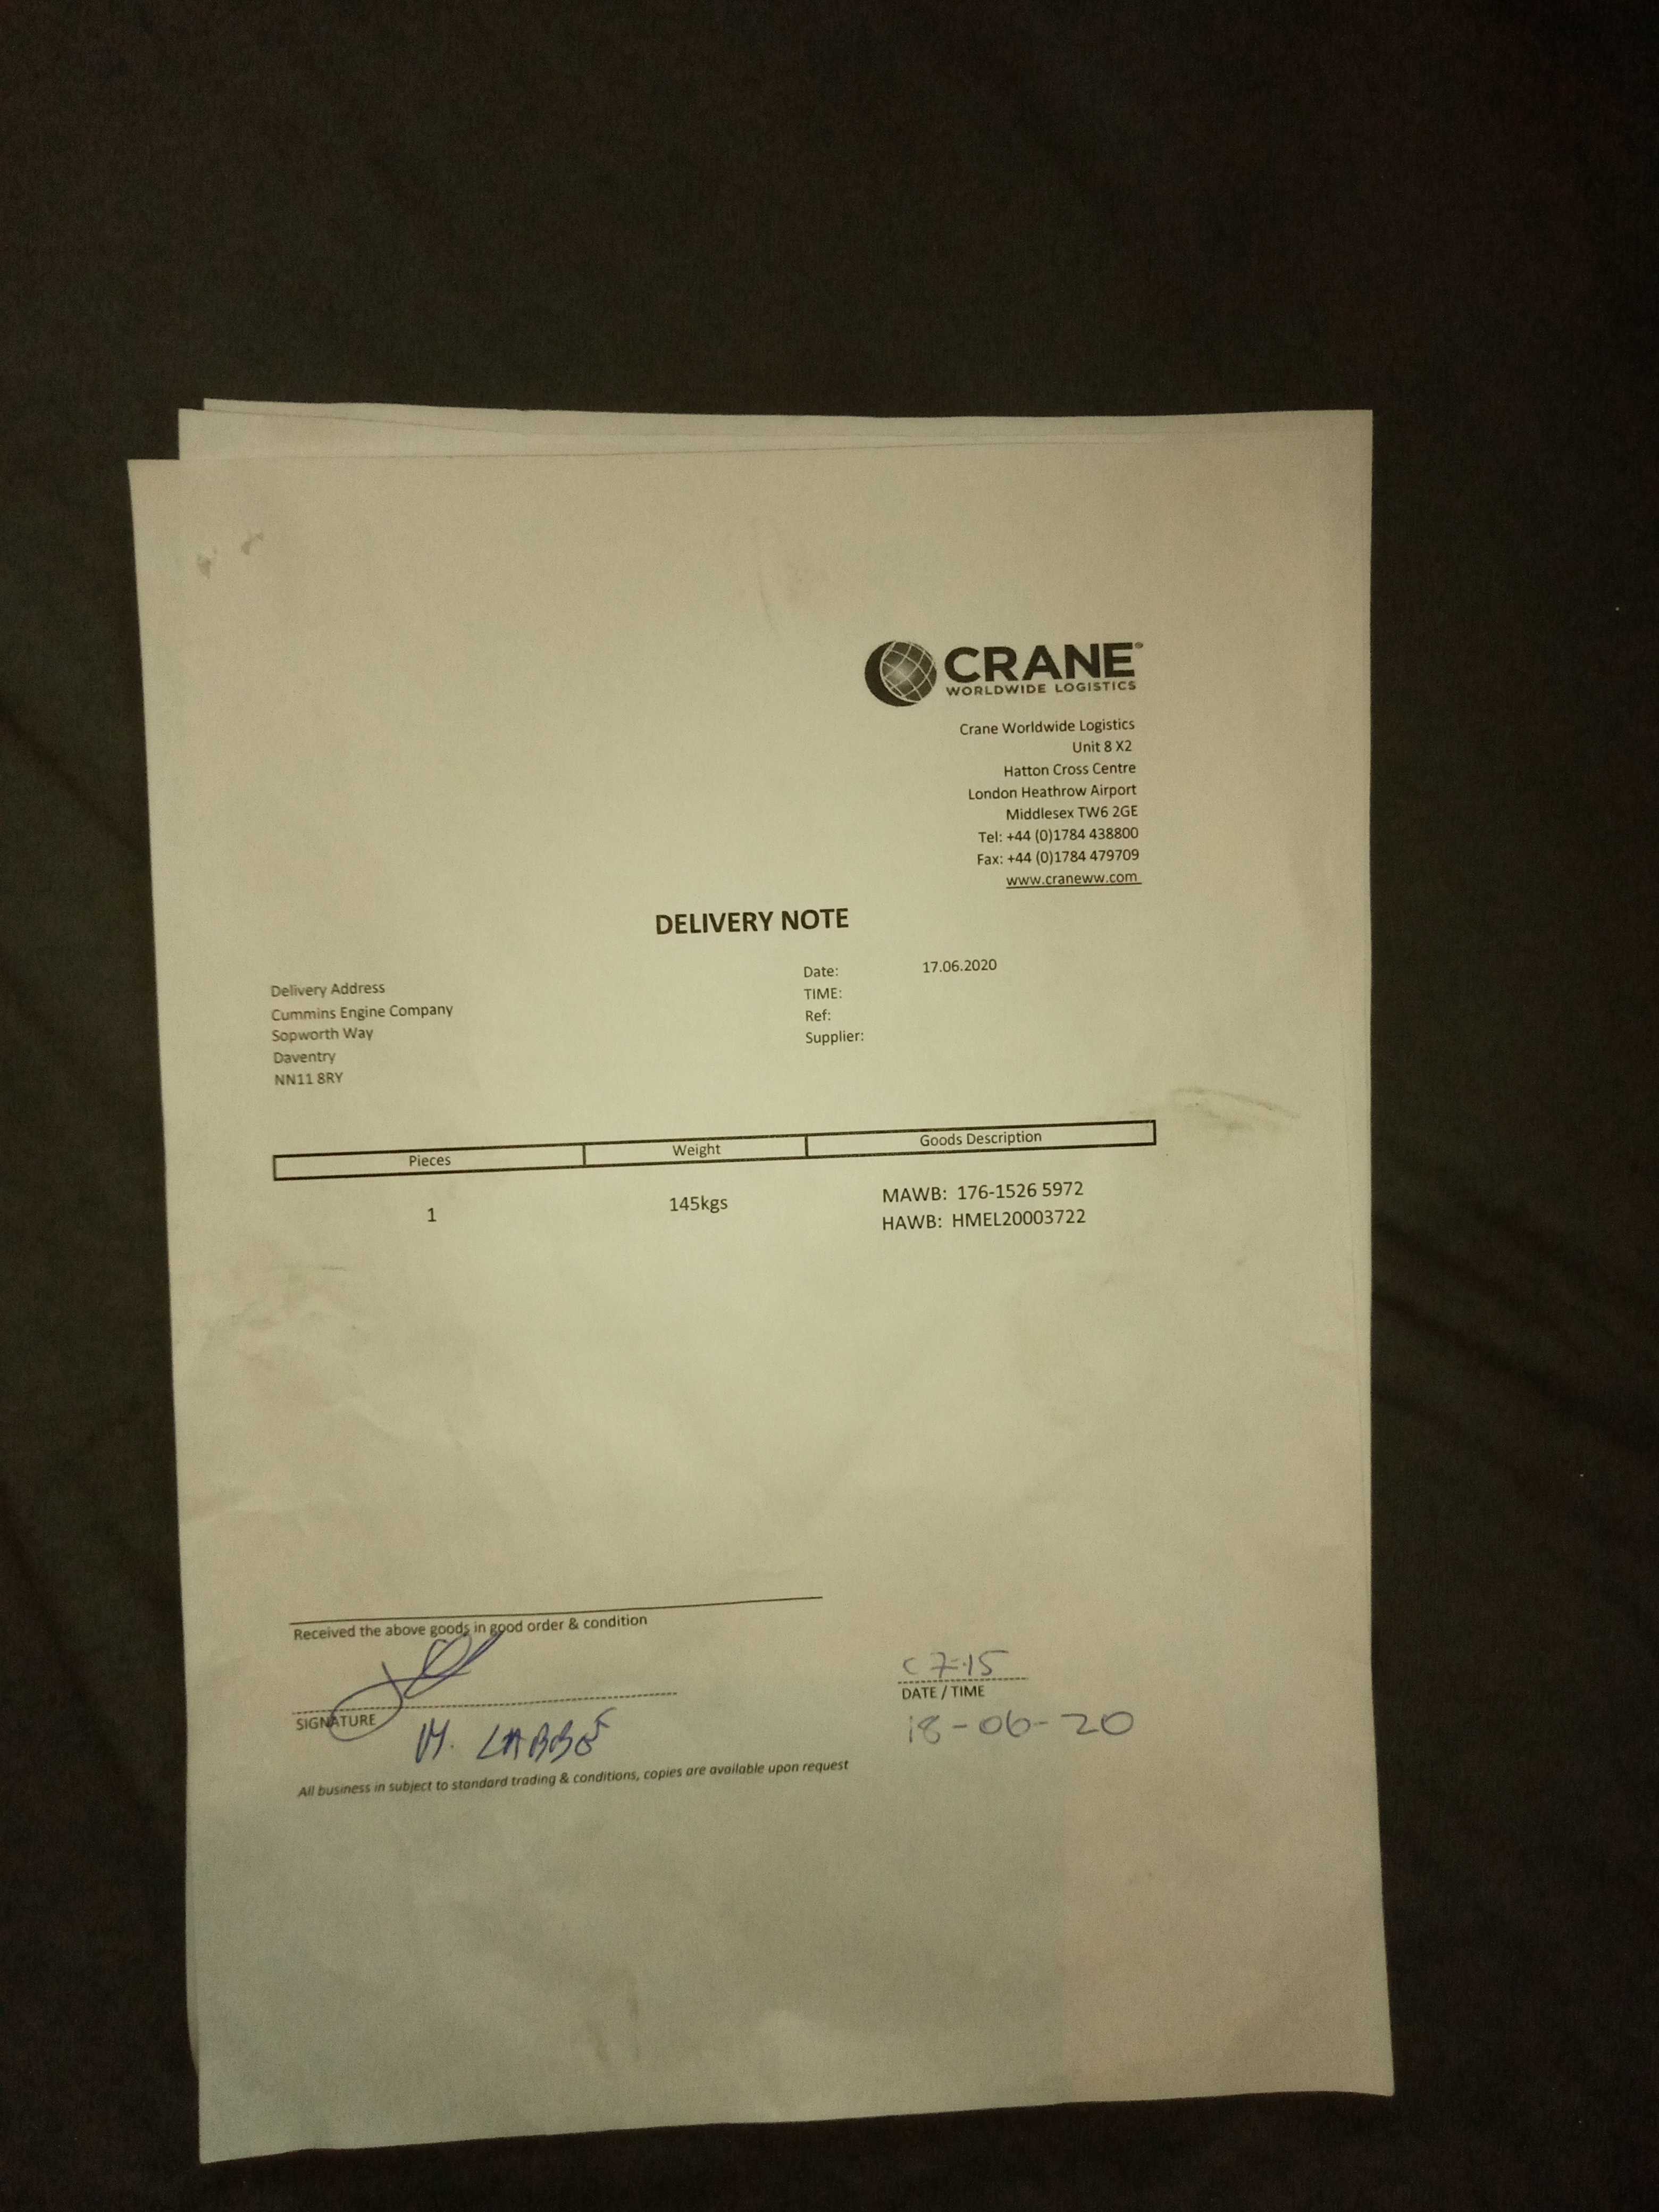 CRANE®
WORLDWIDE LOGISTICS
Crane Worldwide Logistics
Unit 8 X2
Hatton Cross Centre
London Heathrow Airport
Middlesex TW6 2GE
Tel: +44 (0)1784 438800
Fax: +44 (0)1784 479709
www.craneww.com
DELIVERY NOTE
Delivery Address
Cummins Engine Company
Sopworth Way
Daventry
NN11 8RY
Date: 17.06.2020
TIME:
Ref:
Supplier:
Pieces Weight Goods Description
1 145kgs MAWB: 176-1526 5972
HAWB: HMEL20003722
Received the above goods in good order & condition
SIGNATURE
DATE / TIME
18-06-20
All business in subject to standard trading & conditions, copies are available upon request